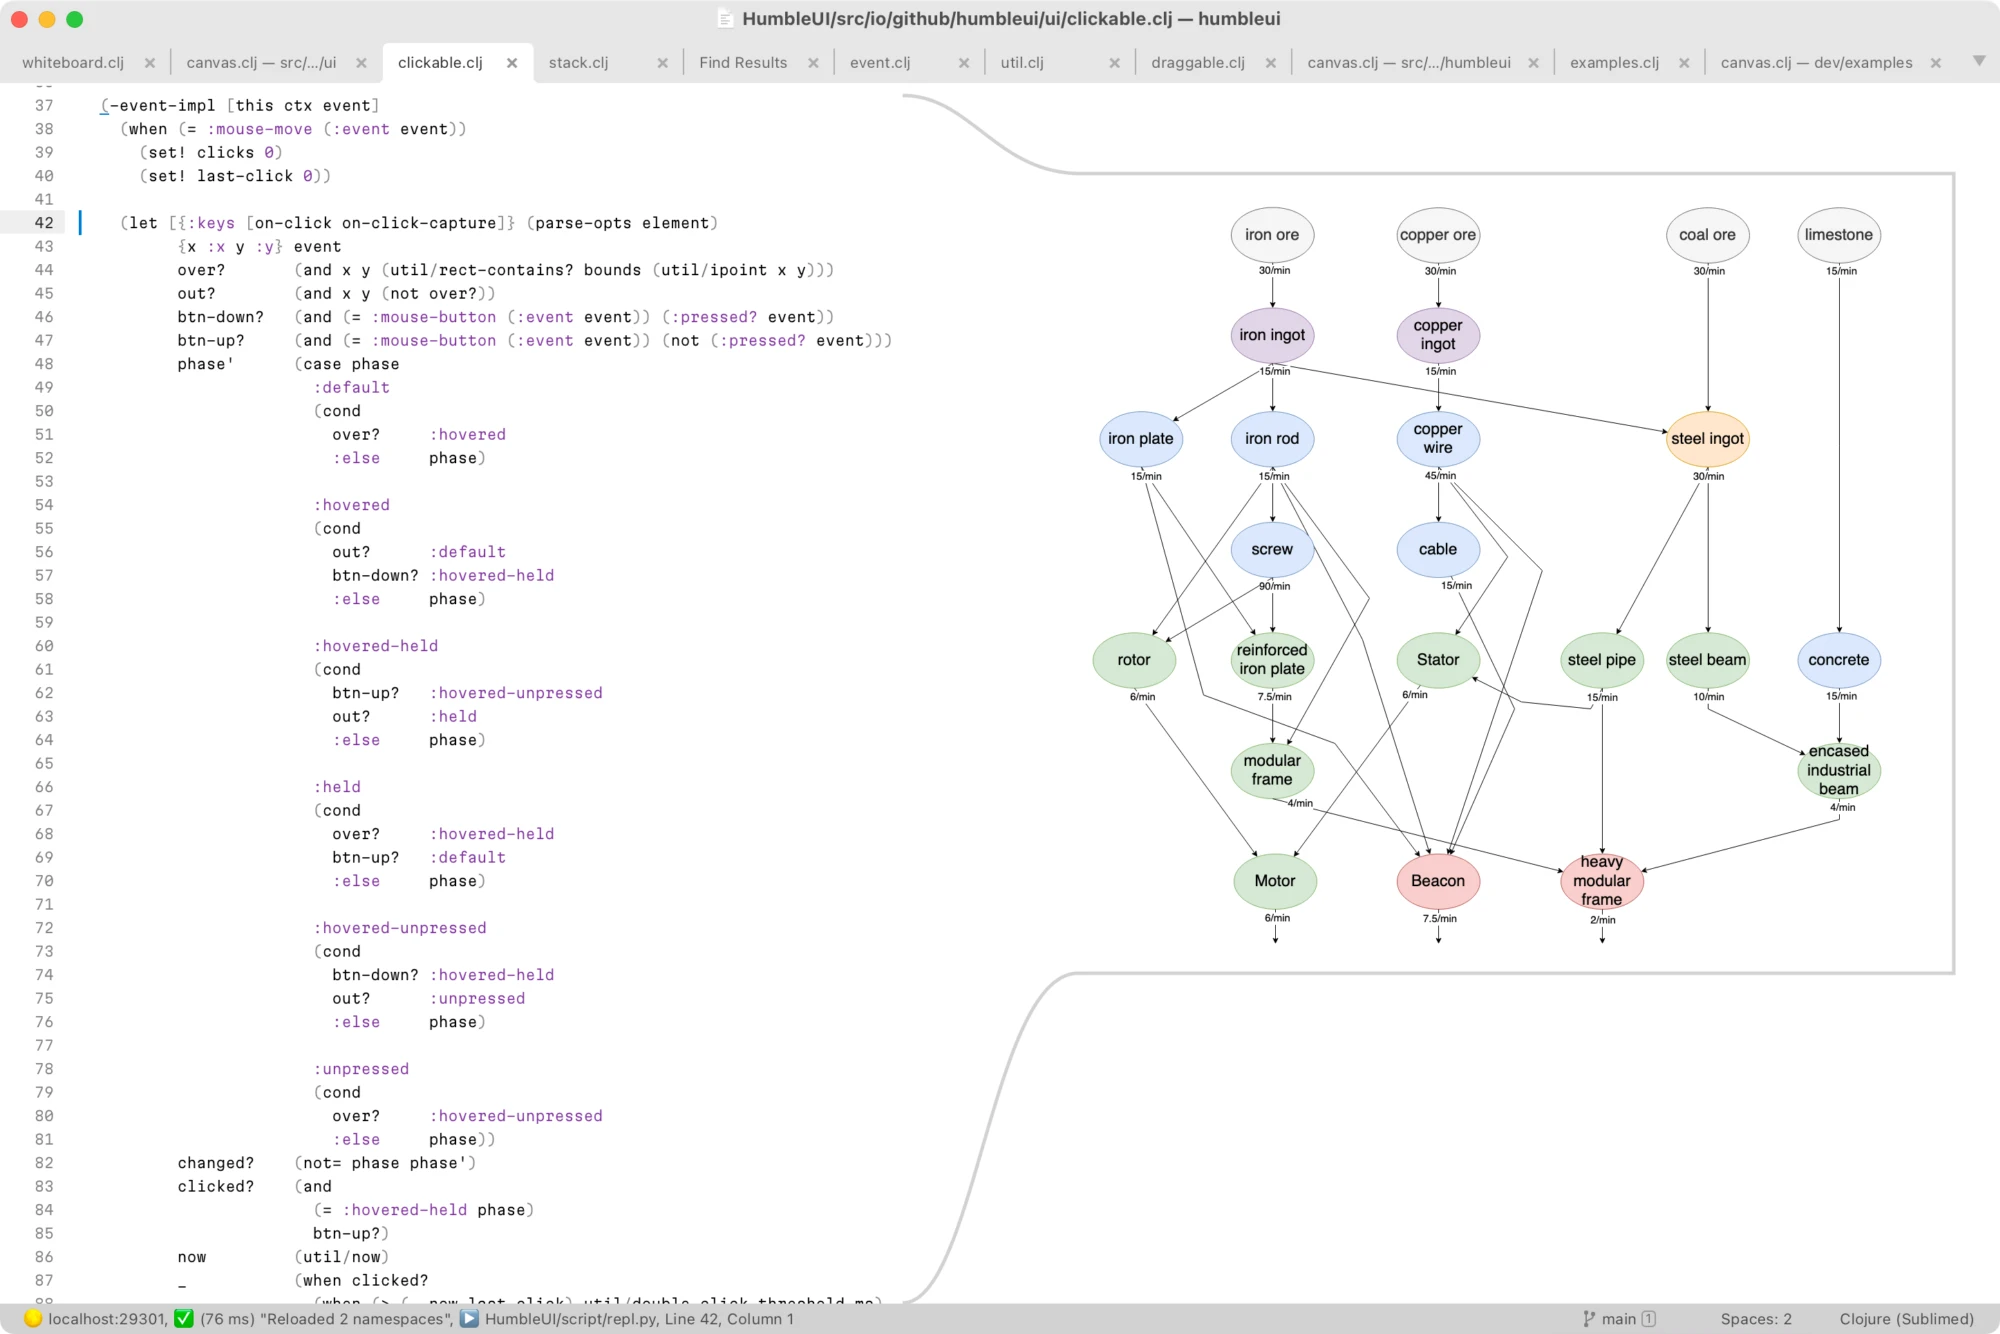 HumbleUI/src/io/github/humbleui/ui/clickable.clj — humbleui
whiteboard.clj
canvas.clj — src/.../ui
clickable.clj
stack.clj
Find Results
event.clj
util.clj
draggable.clj
canvas.clj — src/.../humbleui
examples.clj
canvas.clj — dev/examples
37 (-event-impl [this ctx event]
38 (when (= :mouse-move (:event event))
39 (set! clicks 0)
40 (set! last-click 0))
41
42 (let [{:keys [on-click on-click-capture]} (parse-opts element)
43 {x :x y :y} event
44 over? (and x y (util/rect-contains? bounds (util/ipoint x y)))
45 out? (and x y (not over?))
46 btn-down? (and (= :mouse-button (:event event)) (:pressed? event))
47 btn-up? (and (= :mouse-button (:event event)) (not (:pressed? event)))
48 phase' (case phase
49 :default
50 (cond
51 over? :hovered
52 :else phase)
53
54 :hovered
55 (cond
56 out? :default
57 btn-down? :hovered-held
58 :else phase)
59
60 :hovered-held
61 (cond
62 btn-up? :hovered-unpressed
63 out? :held
64 :else phase)
65
66 :held
67 (cond
68 over? :hovered-held
69 btn-up? :default
70 :else phase)
71
72 :hovered-unpressed
73 (cond
74 btn-down? :hovered-held
75 out? :unpressed
76 :else phase)
77
78 :unpressed
79 (cond
80 over? :hovered-unpressed
81 :else phase))
82 changed? (not= phase phase')
83 clicked? (and
84 (= :hovered-held phase)
85 btn-up?)
86 now (util/now)
87 _ (when clicked?
88 (when (> (- now last-click) util/double-click-threshold-ms)
iron ore
copper ore
coal ore
limestone
30/min
30/min
30/min
15/min
iron ingot
copper
ingot
15/min
15/min
iron plate
iron rod
copper
wire
steel ingot
15/min
15/min
45/min
30/min
screw
cable
90/min
15/min
rotor
reinforced
iron plate
Stator
steel pipe
steel beam
concrete
6/min
7.5/min
6/min
15/min
10/min
15/min
modular
frame
encased
industrial
beam
4/min
4/min
Motor
Beacon
heavy
modular
frame
6/min
7.5/min
2/min
localhost:29301, ✅ (76 ms) "Reloaded 2 namespaces", ▶️ HumbleUI/script/repl.py, Line 42, Column 1
main 1
Spaces: 2
Clojure (Sublimed)